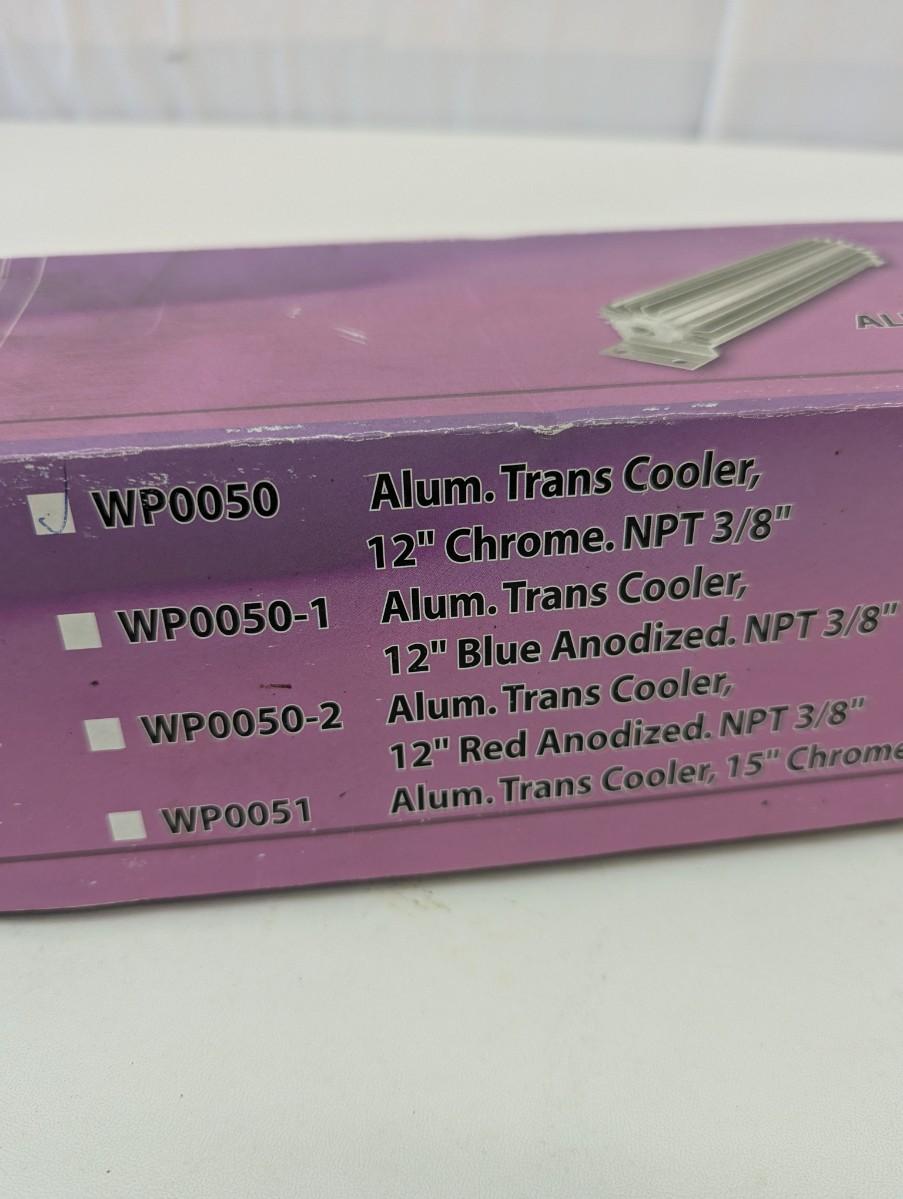 AL
WP0050 Alum. Trans Cooler,
12" Chrome. NPT 3/8"
WP0050-1 Alum. Trans Cooler,
12" Blue Anodized. NPT 3/8"
WP0050-2 Alum. Trans Cooler,
12" Red Anodized. NPT 3/8"
WP0051 Alum. Trans Cooler, 15" Chrome